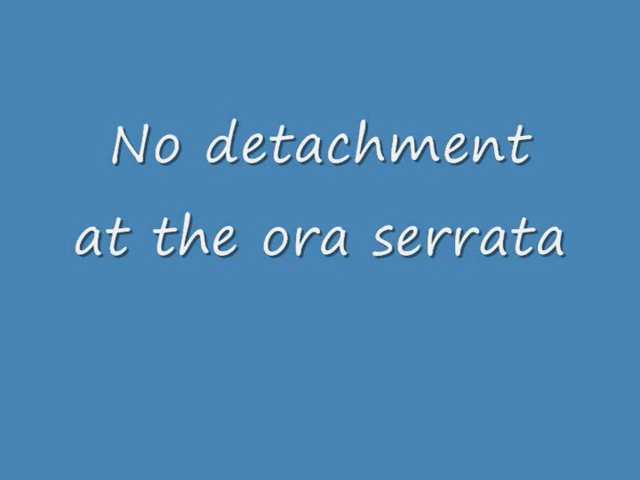 No detachment
at the ora serrata